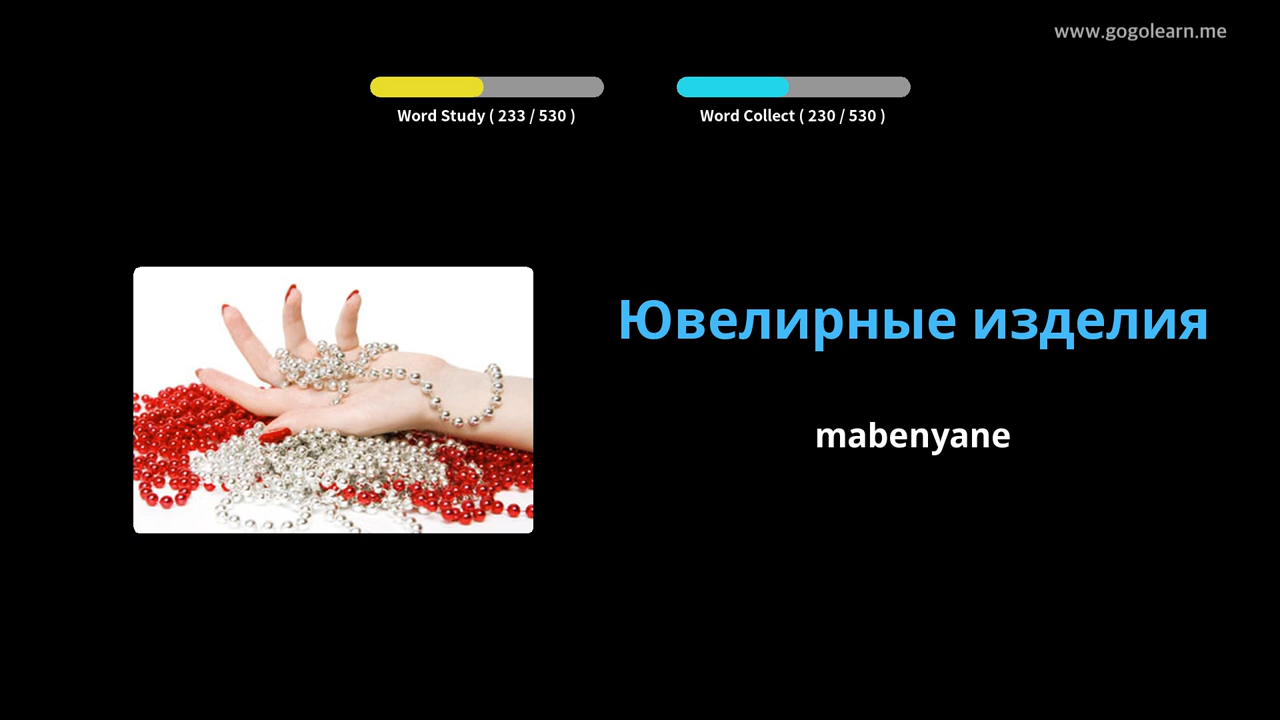 www.gogolearn.me
Word Study ( 233 / 530 )
Word Collect ( 230 / 530 )
Ювелирные изделия
mabenyane